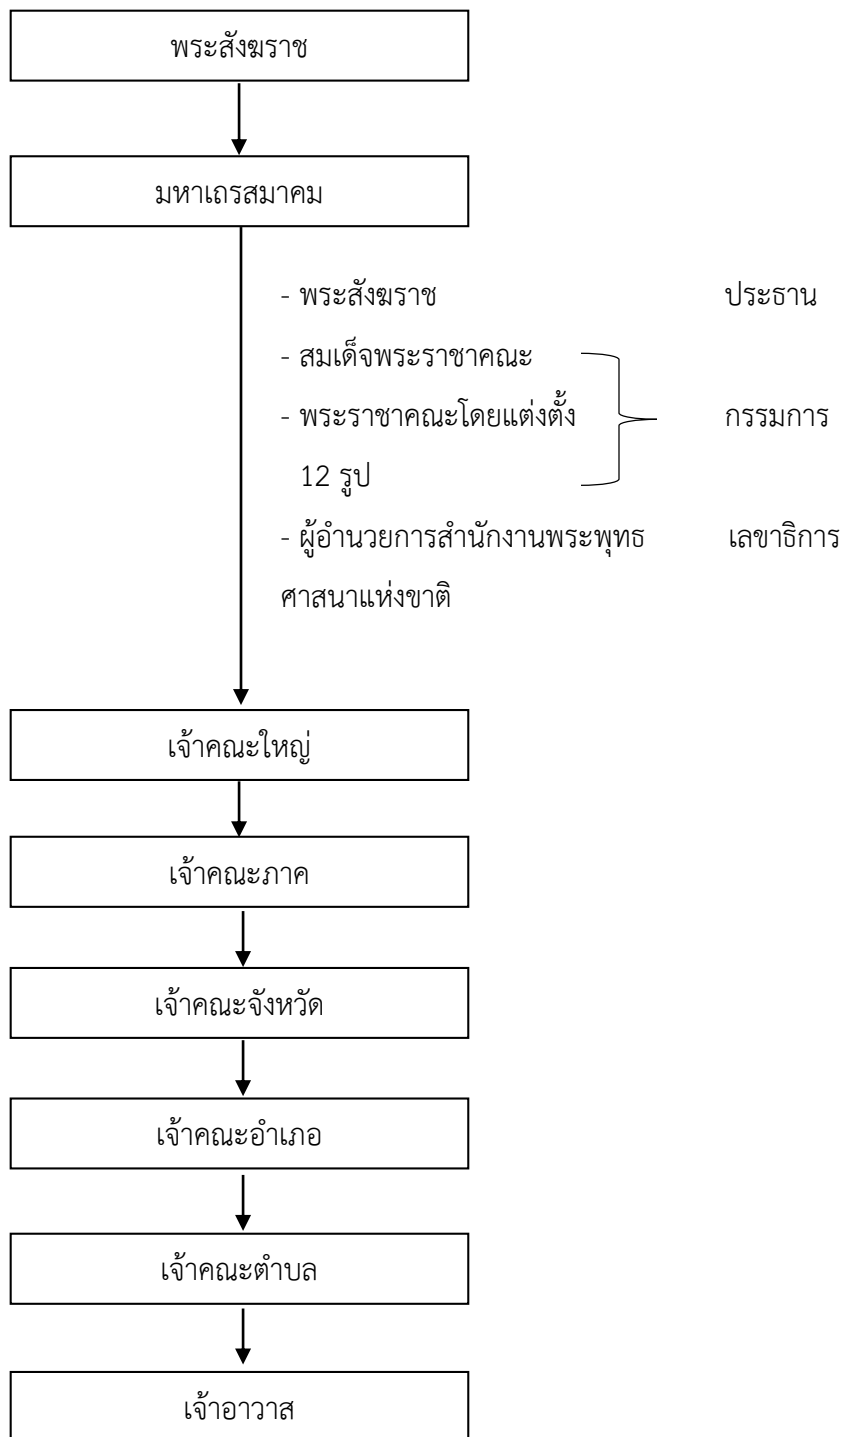 พระสังฆราช
มหาเถรสมาคม
- พระสังฆราช ประธาน
- สมเด็จพระราชาคณะ
- พระราชาคณะโดยแต่งตั้ง กรรมการ
12 รูป
- ผู้อำนวยการสำนักงานพระพุทธ เลขาธิการ
ศาสนาแห่งชาติ
เจ้าคณะใหญ่
เจ้าคณะภาค
เจ้าคณะจังหวัด
เจ้าคณะอำเภอ
เจ้าคณะตำบล
เจ้าอาวาส